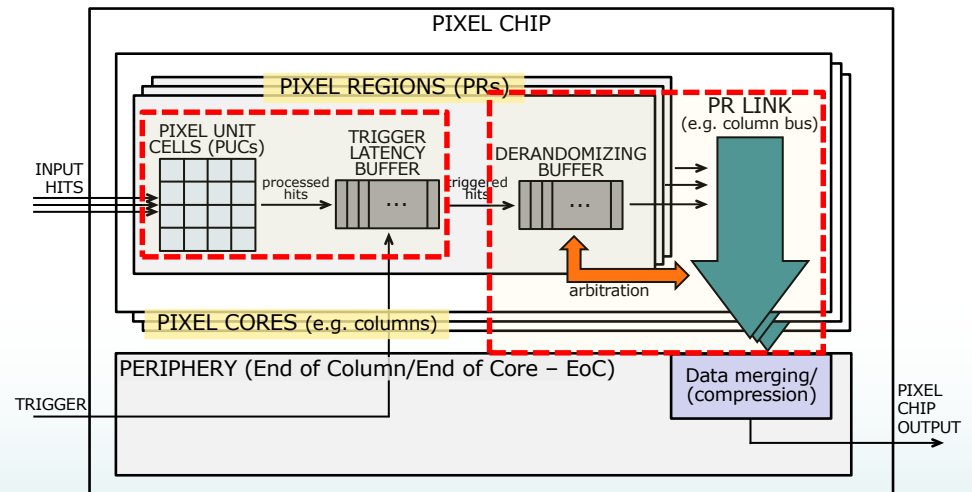 PIXEL CHIP
PIXEL REGIONS (PRs)
PR LINK
(e.g. column bus)
PIXEL UNIT
CELLS (PUCs)
TRIGGER
LATENCY
BUFFER
DERANDOMIZING
BUFFER
INPUT
HITS
processed
hits
...
triggered
hits
...
arbitration
PIXEL CORES (e.g. columns)
PERIPHERY (End of Column/End of Core – EoC)
Data merging/
(compression)
TRIGGER
PIXEL
CHIP
OUTPUT